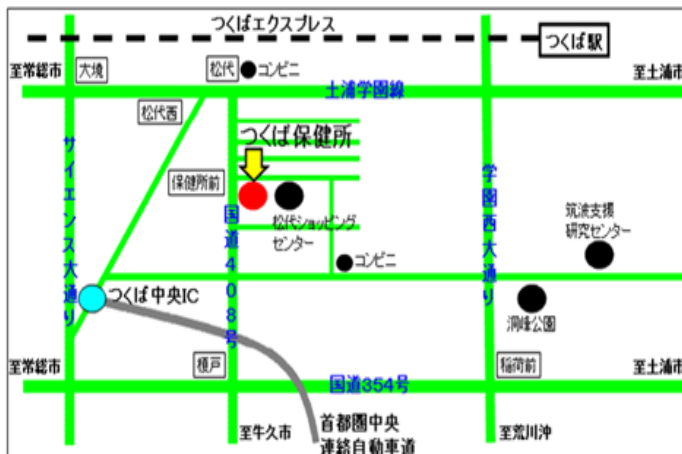 つくばエクスプレス
つくば駅
至常総市
大境
松代
コンビニ
至土浦市
土浦学園線
松代西
つくば保健所
保健所前
サイエンス大通り
国道408号
学園西大通り
松代ショッピング
センター
筑波支援
研究センター
コンビニ
つくば中央IC
洞峰公園
至常総市
榎戸
国道354号
稲荷前
至土浦市
至牛久市
首都圏中央
連絡自動車道
至荒川沖